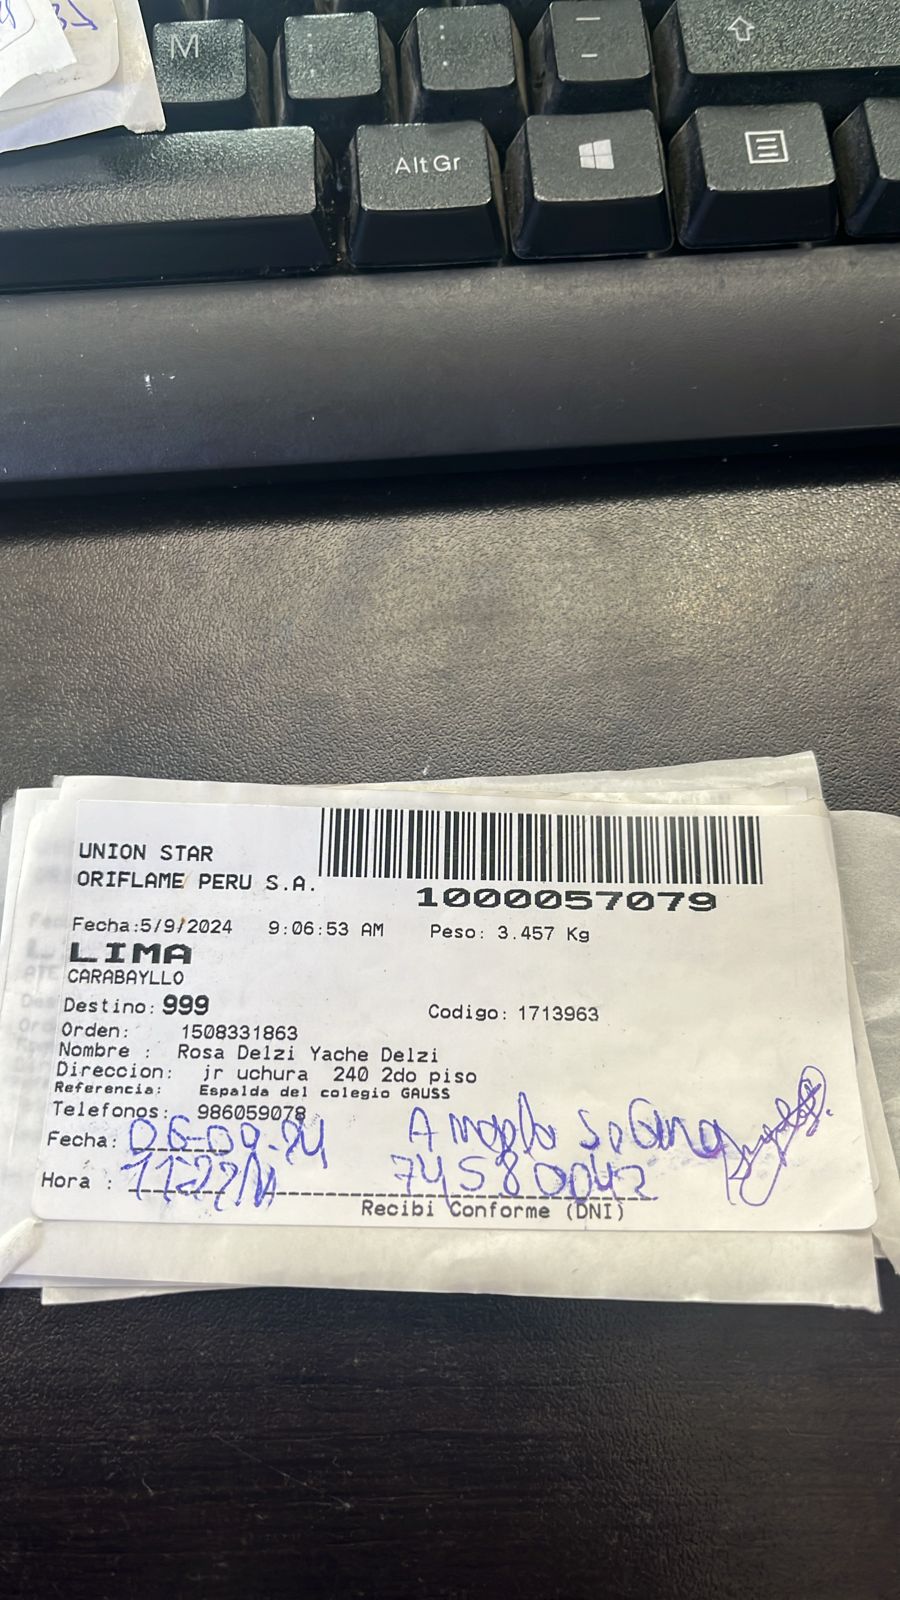 M
Alt Gr
UNION STAR
ORIFLAME PERU S.A.
1000057079
Fecha:5/9/2024 9:06:53 AM Peso: 3.457 Kg
LIMA
CARABAYLLO
Destino: 999 Codigo: 1713963
Orden: 1508331863
Nombre : Rosa Delzi Yache Delzi
Direccion: jr uchura 240 2do piso
Referencia: Espalda del colegio GAUSS
Telefonos: 986059078
Fecha: 06-09-24
Hora : 11:22 74580042
Recibi Conforme (DNI)